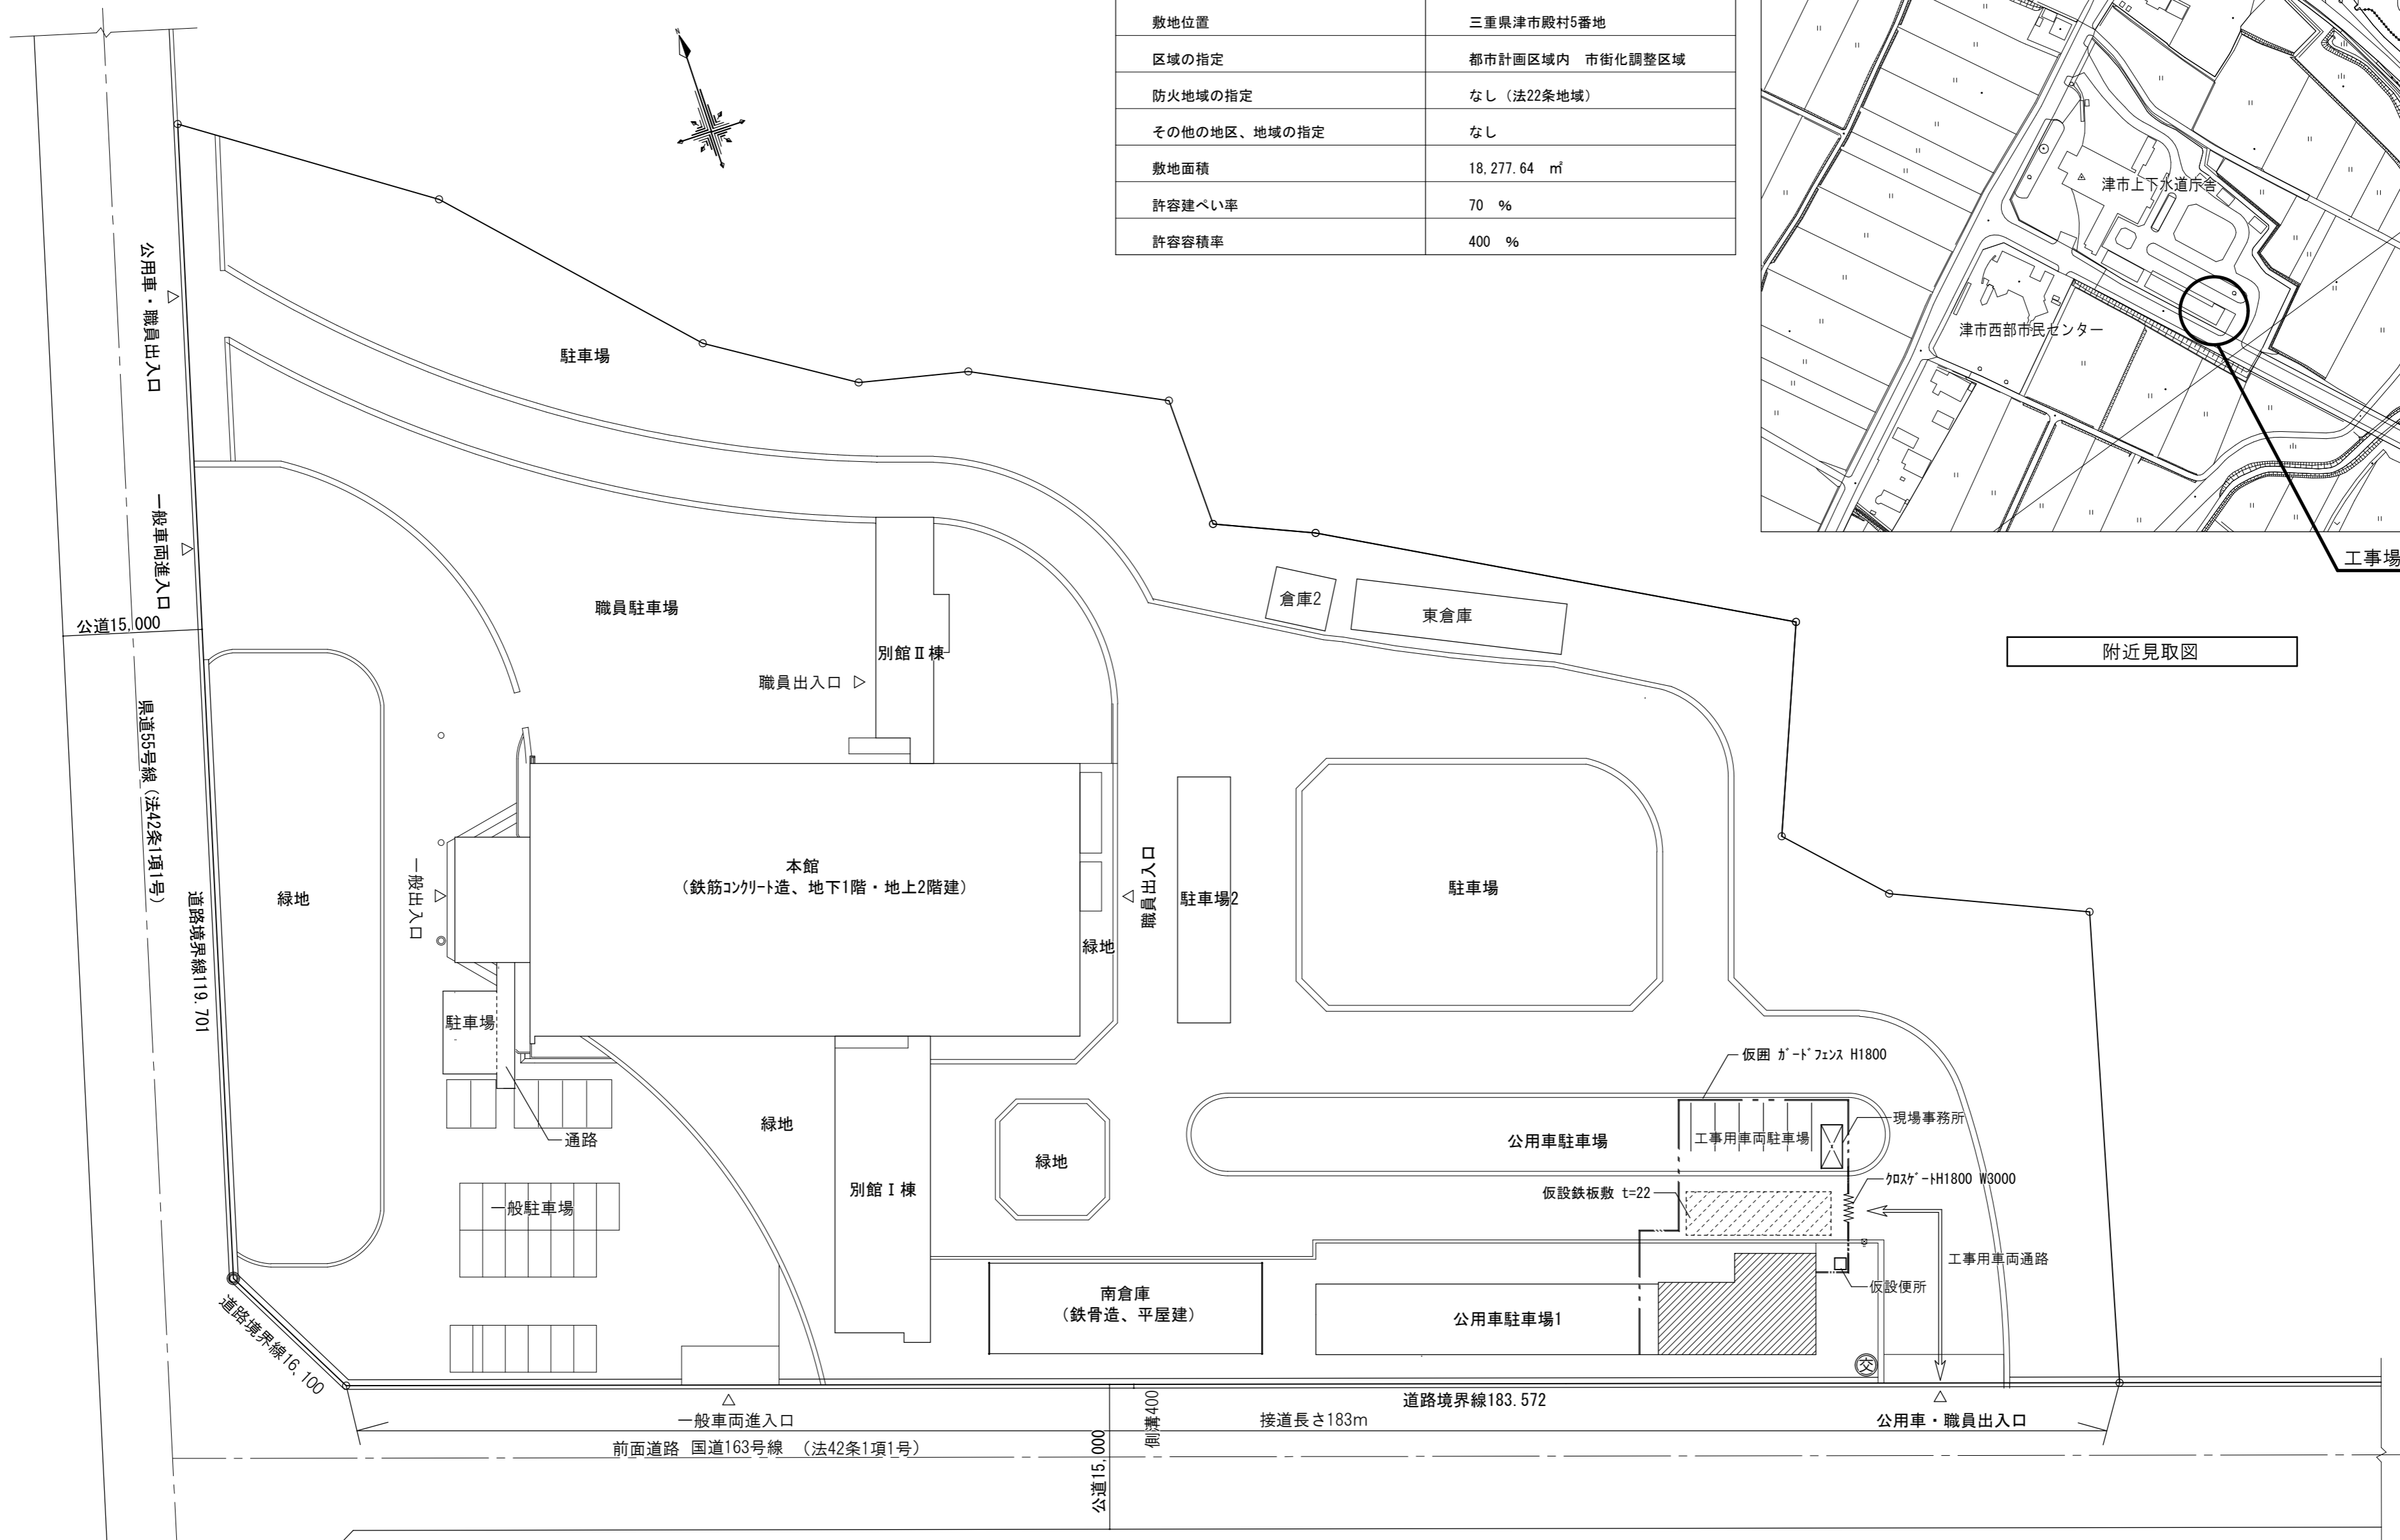 敷地位置 三重県津市殿村5番地
区域の指定 都市計画区域内 市街化調整区域
防火地域の指定 なし（法22条地域）
その他の地区、地域の指定 なし
敷地面積 18,277.64 ㎡
許容建ぺい率 70 %
許容容積率 400 %
N
津市上下水道庁舎
津市西部市民センター
工事場
附近見取図
公用車・職員出入口
一般車両進入口
公道15,000
県道55号線（法42条1項1号）
道路境界線119.701
道路境界線16,100
駐車場
職員駐車場
別館Ⅱ棟
職員出入口
倉庫2
東倉庫
緑地
一般出入口
本館
（鉄筋ｺﾝｸﾘｰﾄ造、地下1階・地上2階建）
緑地
職員出入口
駐車場2
駐車場
駐車場
通路
一般駐車場
緑地
別館Ⅰ棟
緑地
仮囲 ｶﾞｰﾄﾞﾌｪﾝｽ H1800
公用車駐車場
工事用車両駐車場
現場事務所
仮設鉄板敷 t=22
ｸﾛｽｹﾞｰﾄH1800 W3000
工事用車両通路
仮設便所
南倉庫
（鉄骨造、平屋建）
公用車駐車場1
交
道路境界線183.572
一般車両進入口
側溝400
接道長さ183m
公用車・職員出入口
前面道路 国道163号線 （法42条1項1号）
公道15,000